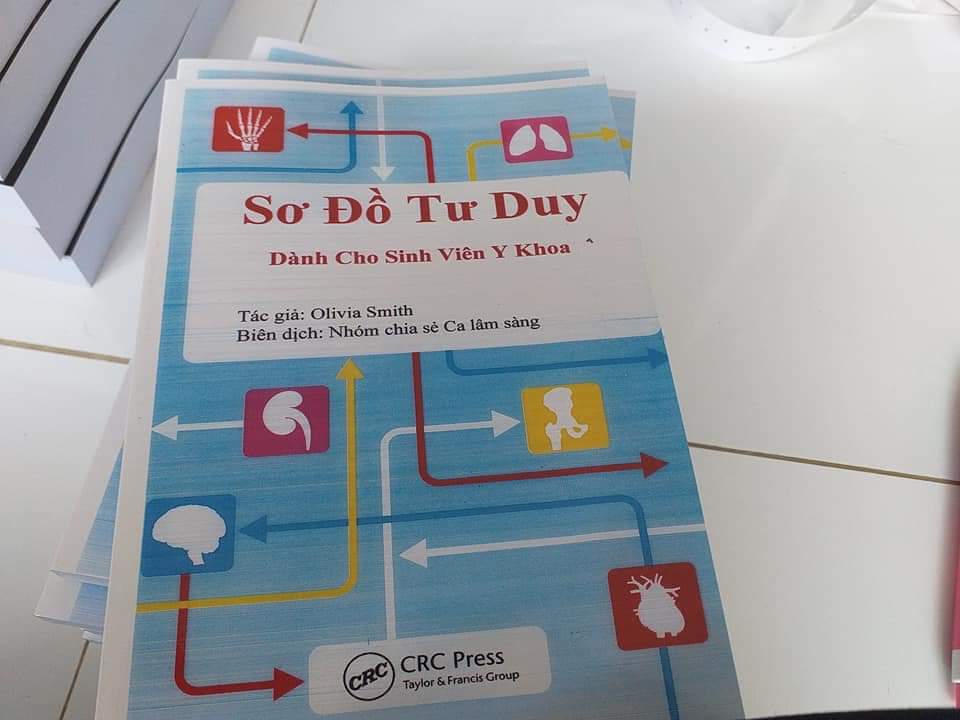 Sơ Đồ Tư Duy
Dành Cho Sinh Viên Y Khoa
Tác giả: Olivia Smith
Biên dịch: Nhóm chia sẻ Ca lâm sàng
CRC CRC Press
Taylor & Francis Group